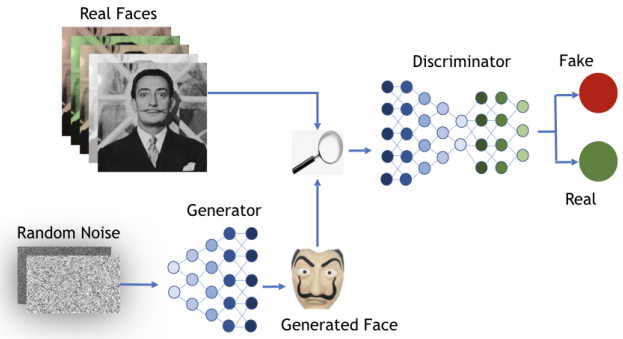 Real Faces
Discriminator
Fake
Real
Generator
Random Noise
Generated Face